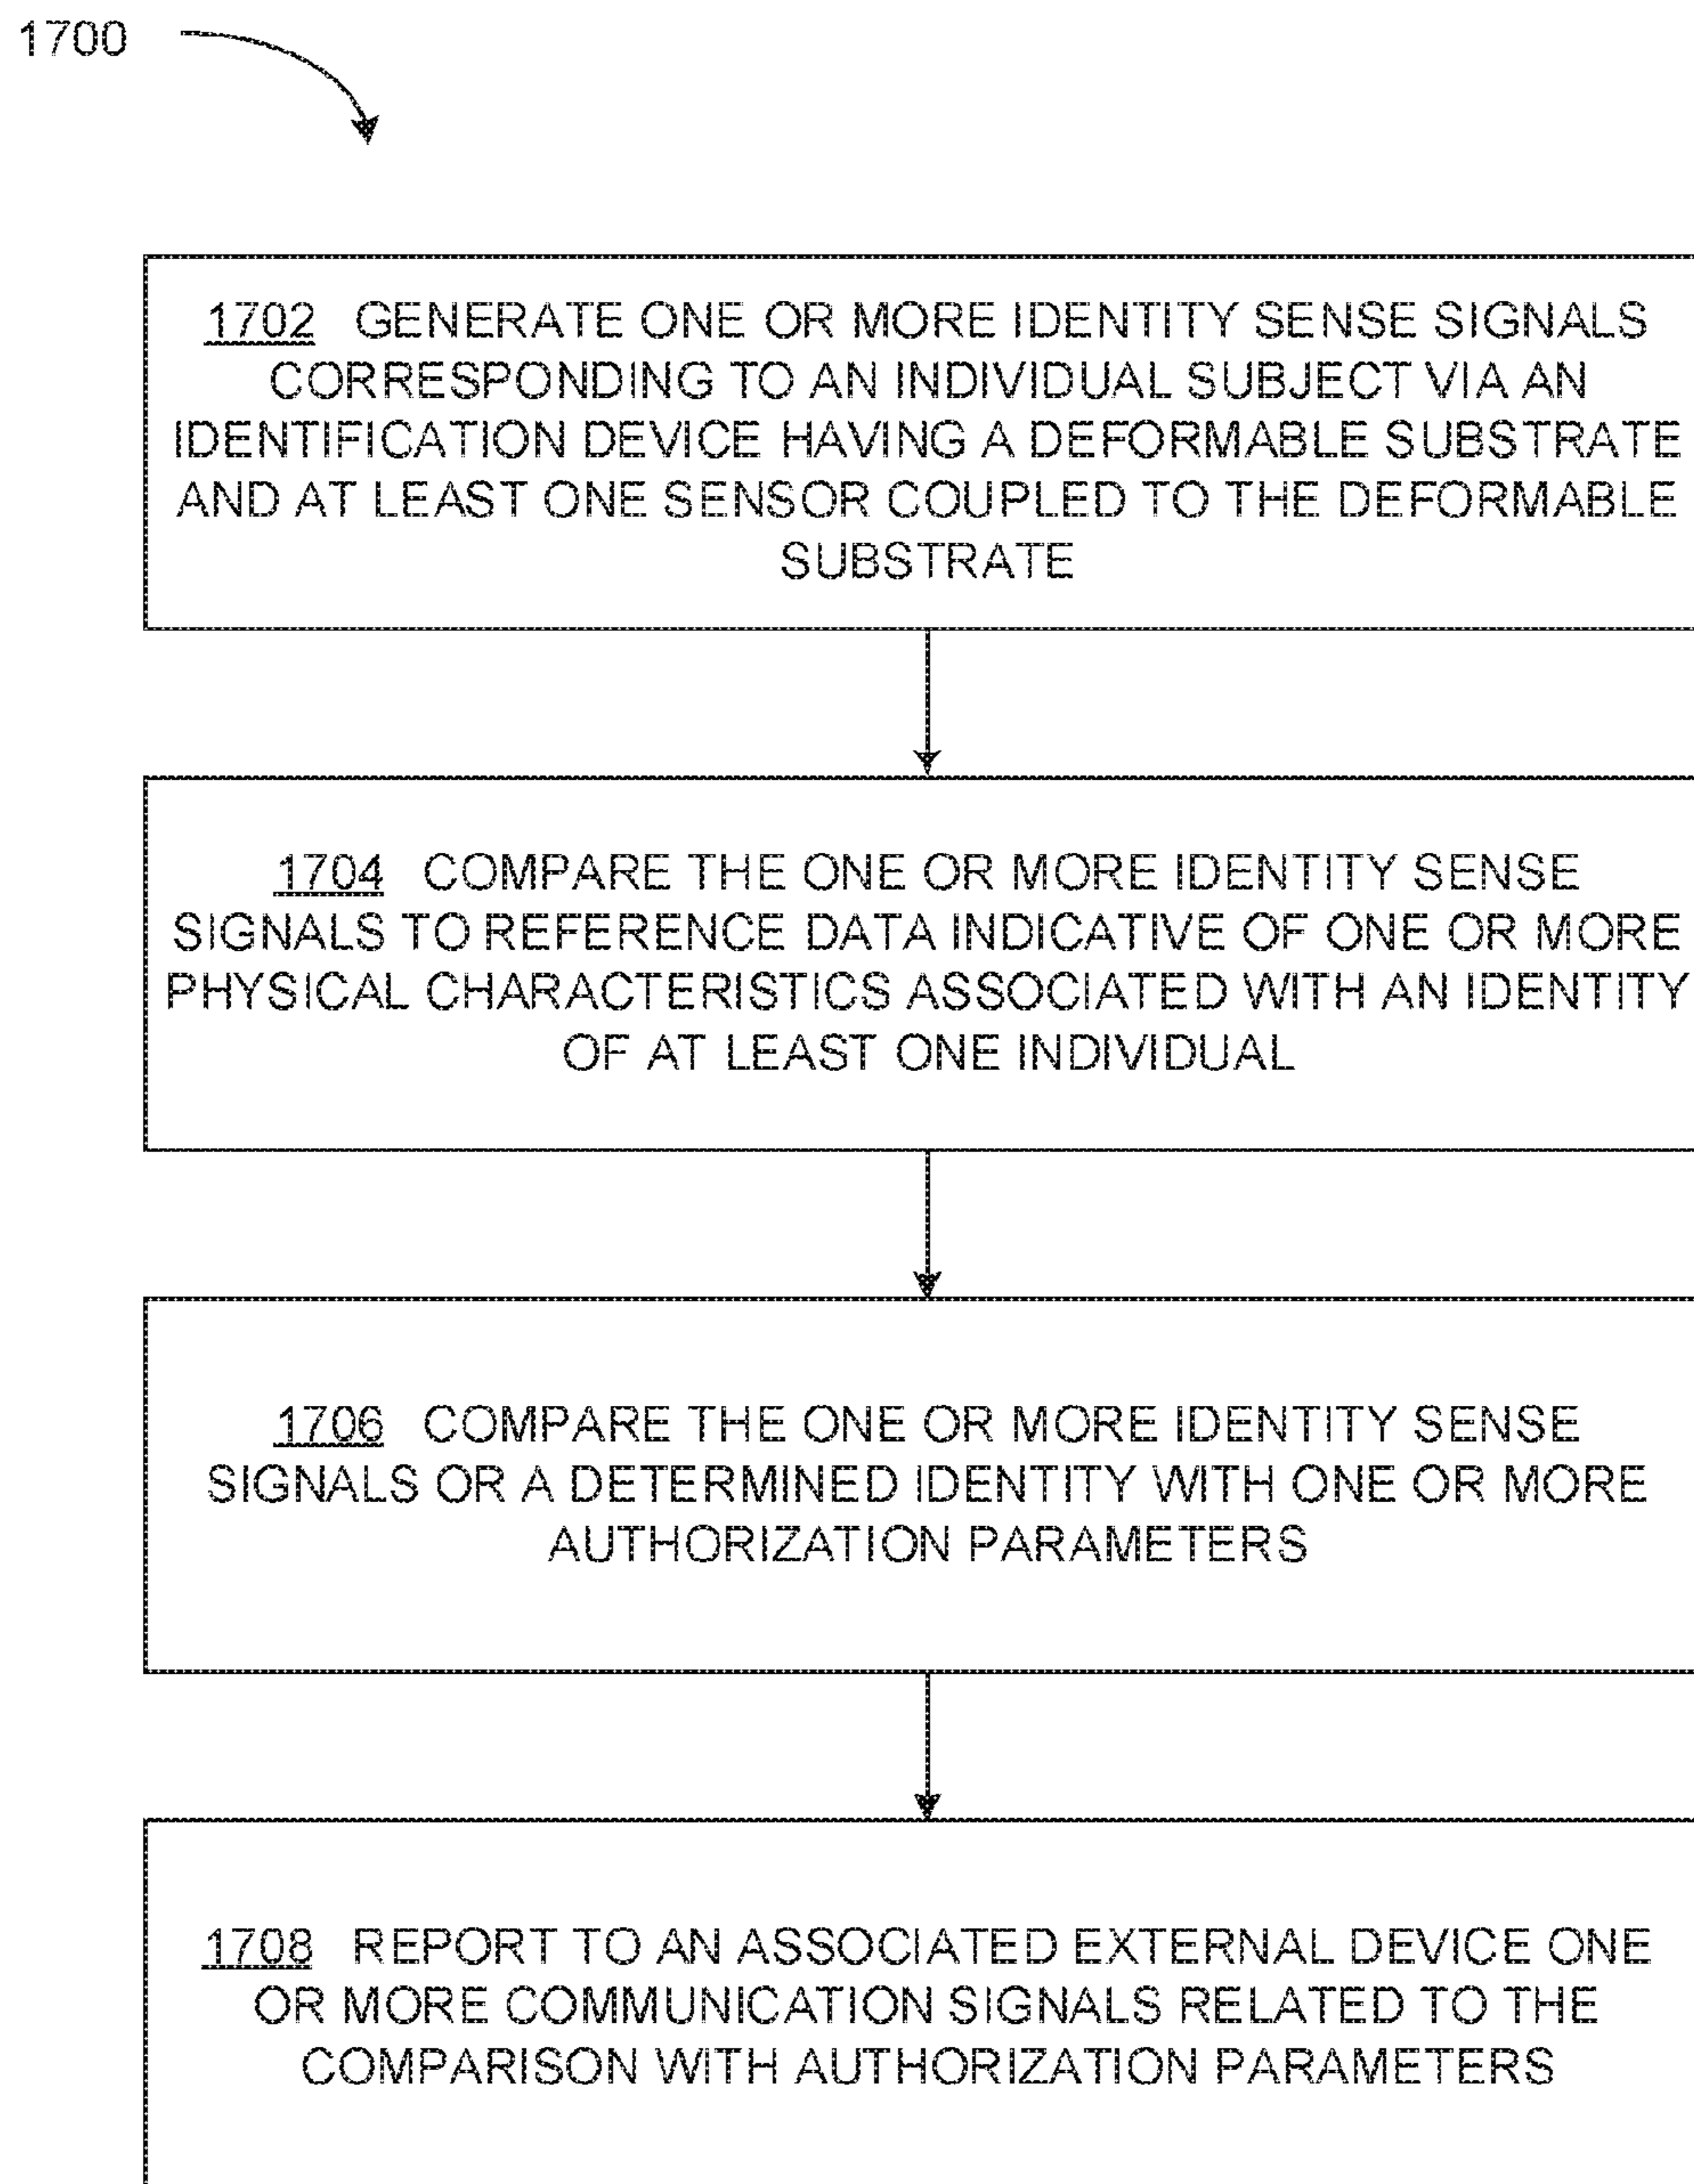 1700
1702 GENERATE ONE OR MORE IDENTITY SENSE SIGNALS
CORRESPONDING TO AN INDIVIDUAL SUBJECT VIA AN
IDENTIFICATION DEVICE HAVING A DEFORMABLE SUBSTRATE
AND AT LEAST ONE SENSOR COUPLED TO THE DEFORMABLE
SUBSTRATE
1704 COMPARE THE ONE OR MORE IDENTITY SENSE
SIGNALS TO REFERENCE DATA INDICATIVE OF ONE OR MORE
PHYSICAL CHARACTERISTICS ASSOCIATED WITH AN IDENTITY
OF AT LEAST ONE INDIVIDUAL
1706 COMPARE THE ONE OR MORE IDENTITY SENSE
SIGNALS OR A DETERMINED IDENTITY WITH ONE OR MORE
AUTHORIZATION PARAMETERS
1708 REPORT TO AN ASSOCIATED EXTERNAL DEVICE ONE
OR MORE COMMUNICATION SIGNALS RELATED TO THE
COMPARISON WITH AUTHORIZATION PARAMETERS